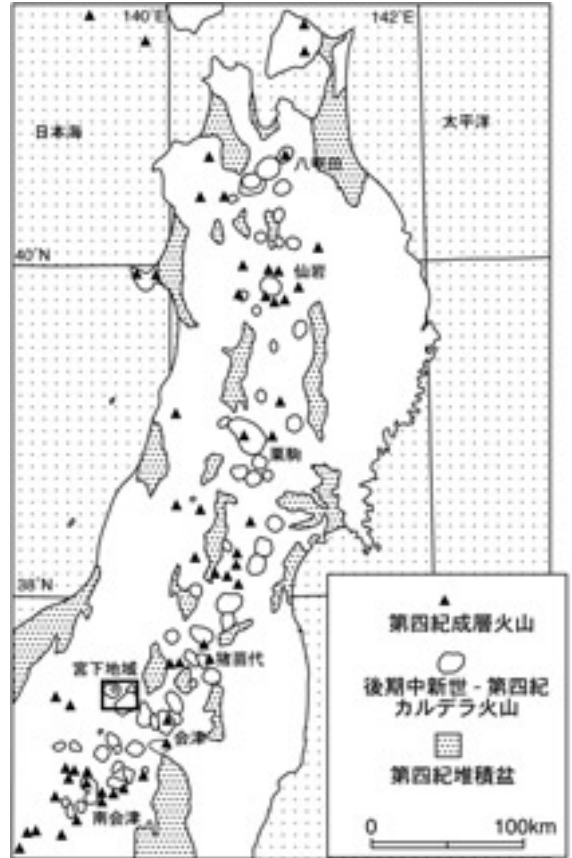 140°E
142°E
日本海
太平洋
八甲田
40°N
仙岩
栗駒
38°N
猪苗代
宮下地域
会津
南会津
第四紀成層火山
後期中新世 - 第四紀
カルデラ火山
第四紀堆積盆
0 100km